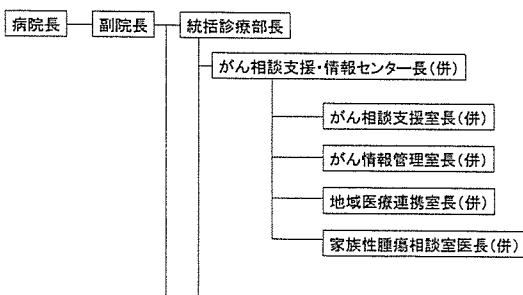 病院長
副院長
統括診療部長
がん相談支援・情報センター長(併)
がん相談支援室長(併)
がん情報管理室長(併)
地域医療連携室長(併)
家族性腫瘍相談室医長(併)